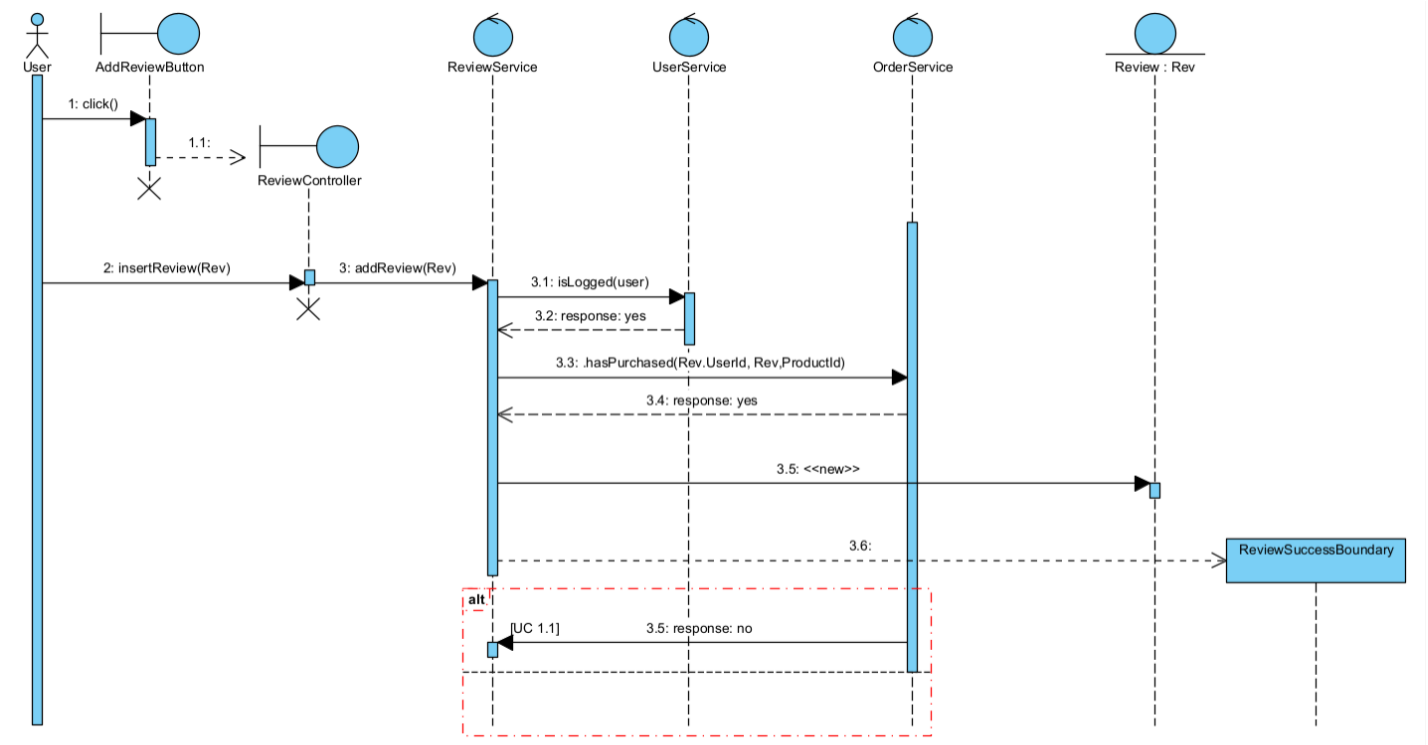 User
AddReviewButton
ReviewService
UserService
OrderService
Review : Rev
1: click()
1.1:
ReviewController
2: insertReview(Rev)
3: addReview(Rev)
3.1: isLogged(user)
3.2: response: yes
3.3: .hasPurchased(Rev.UserId, Rev,ProductId)
3.4: response: yes
3.5: <<new>>
3.6:
ReviewSuccessBoundary
alt
[UC 1.1]
3.5: response: no